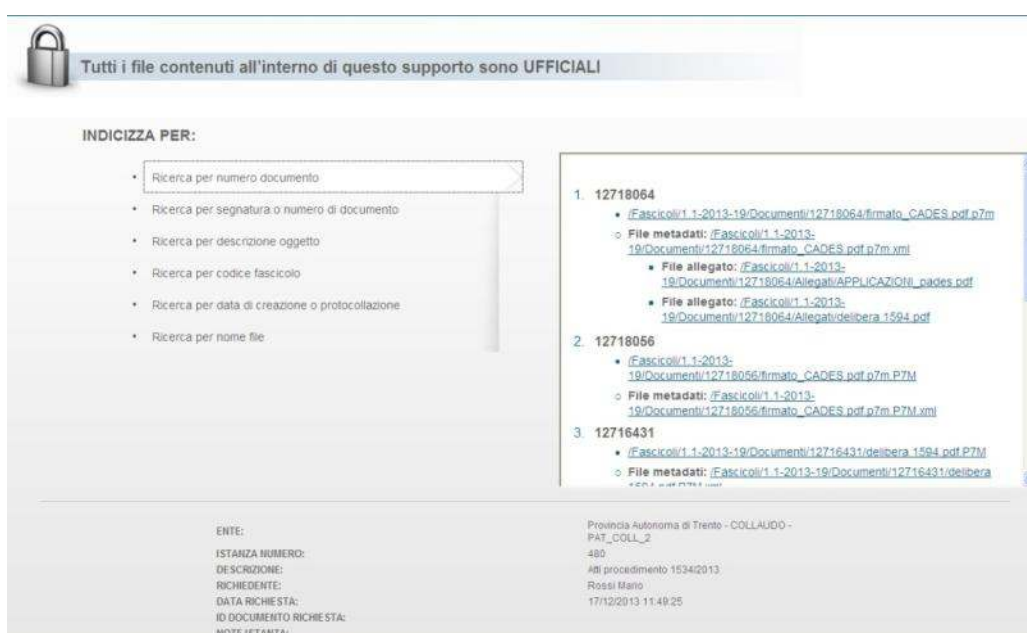 Tutti i file contenuti all'interno di questo supporto sono UFFICIALI
INDICIZZA PER:
Ricerca per numero documento
Ricerca per segnatura o numero di documento
Ricerca per descrizione oggetto
Ricerca per codice fascicolo
Ricerca per data di creazione o protocollazione
Ricerca per nome file
1. 12718064
/Fascicoli/1.1-2013-19/Documenti/12718064/firmato_CADES.pdf.p7m
File metadati: /Fascicoli/1.1-2013-
19/Documenti/12718064/firmato_CADES.pdf.p7m.xml
File allegato: /Fascicoli/1.1-2013-
19/Documenti/12718064/Allegati/APPLICAZIONI_pades.pdf
File allegato: /Fascicoli/1.1-2013-
19/Documenti/12718064/Allegati/delibera 1594.pdf
2. 12718056
/Fascicoli/1.1-2013-
19/Documenti/12718056/firmato_CADES.pdf.p7m.P7M
File metadati: /Fascicoli/1.1-2013-
19/Documenti/12718056/firmato_CADES.pdf.p7m.P7M.xml
3. 12716431
/Fascicoli/1.1-2013-19/Documenti/12716431/delibera 1594.pdf.P7M
File metadati: /Fascicoli/1.1-2013-19/Documenti/12716431/delibera
1594.pdf.P7M.xml
ENTE:
Provincia Autonoma di Trento - COLLAUDO -
PAT_COLL_2
ISTANZA NUMERO:
480
DESCRIZIONE:
Atti procedimento 1534/2013
RICHIEDENTE:
Rossi Mario
DATA RICHIESTA:
17/12/2013 11:49:25
ID DOCUMENTO RICHIESTA:
NOTE ISTANZA: